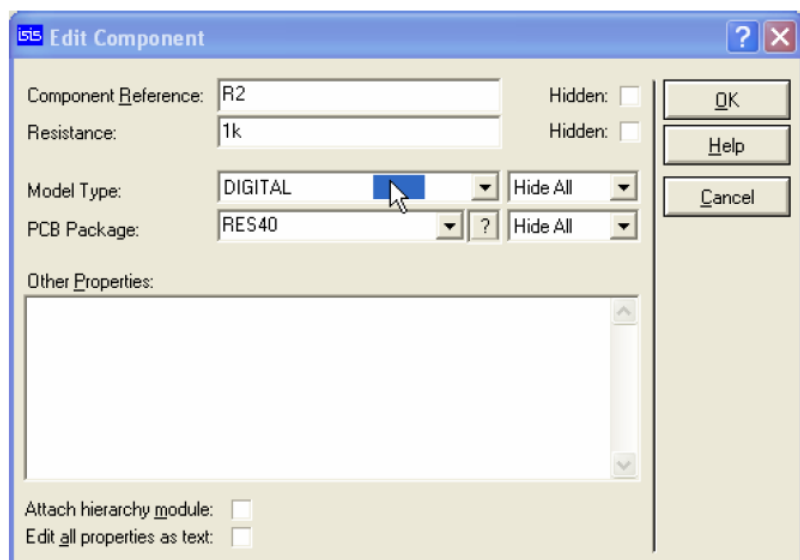 isis Edit Component ?
Component Reference: R2 Hidden: OK
Resistance: 1k Hidden: Help
Model Type: DIGITAL Hide All Cancel
PCB Package: RES40 ? Hide All
Other Properties:
Attach hierarchy module:
Edit all properties as text: